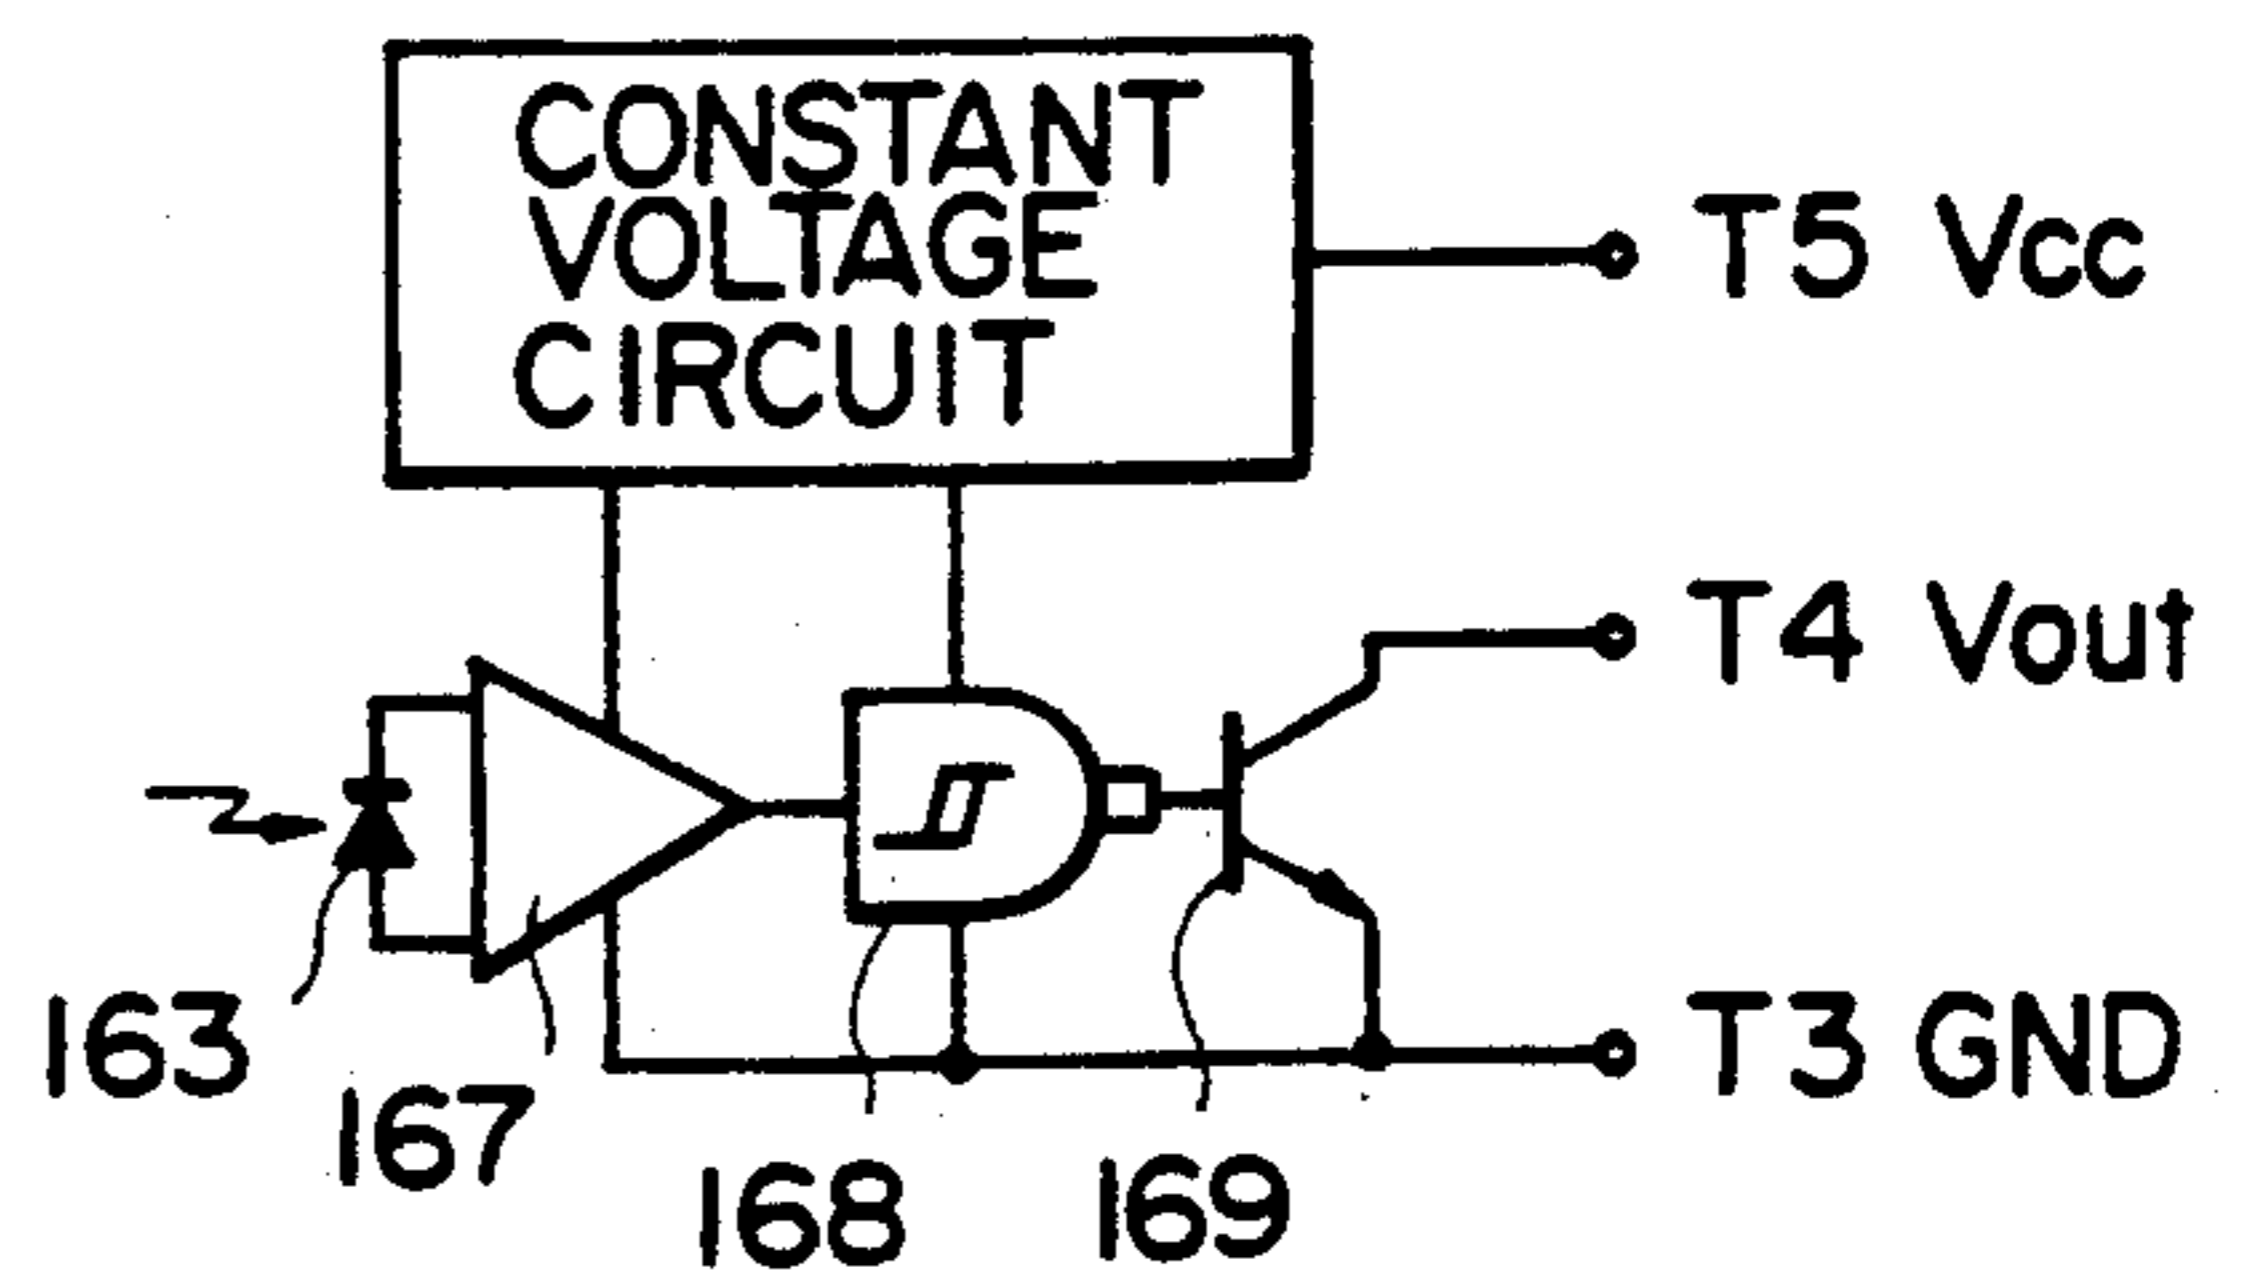 CONSTANT
VOLTAGE
CIRCUIT
T5 Vcc
T4 Vout
T3 GND
163
167
168
169